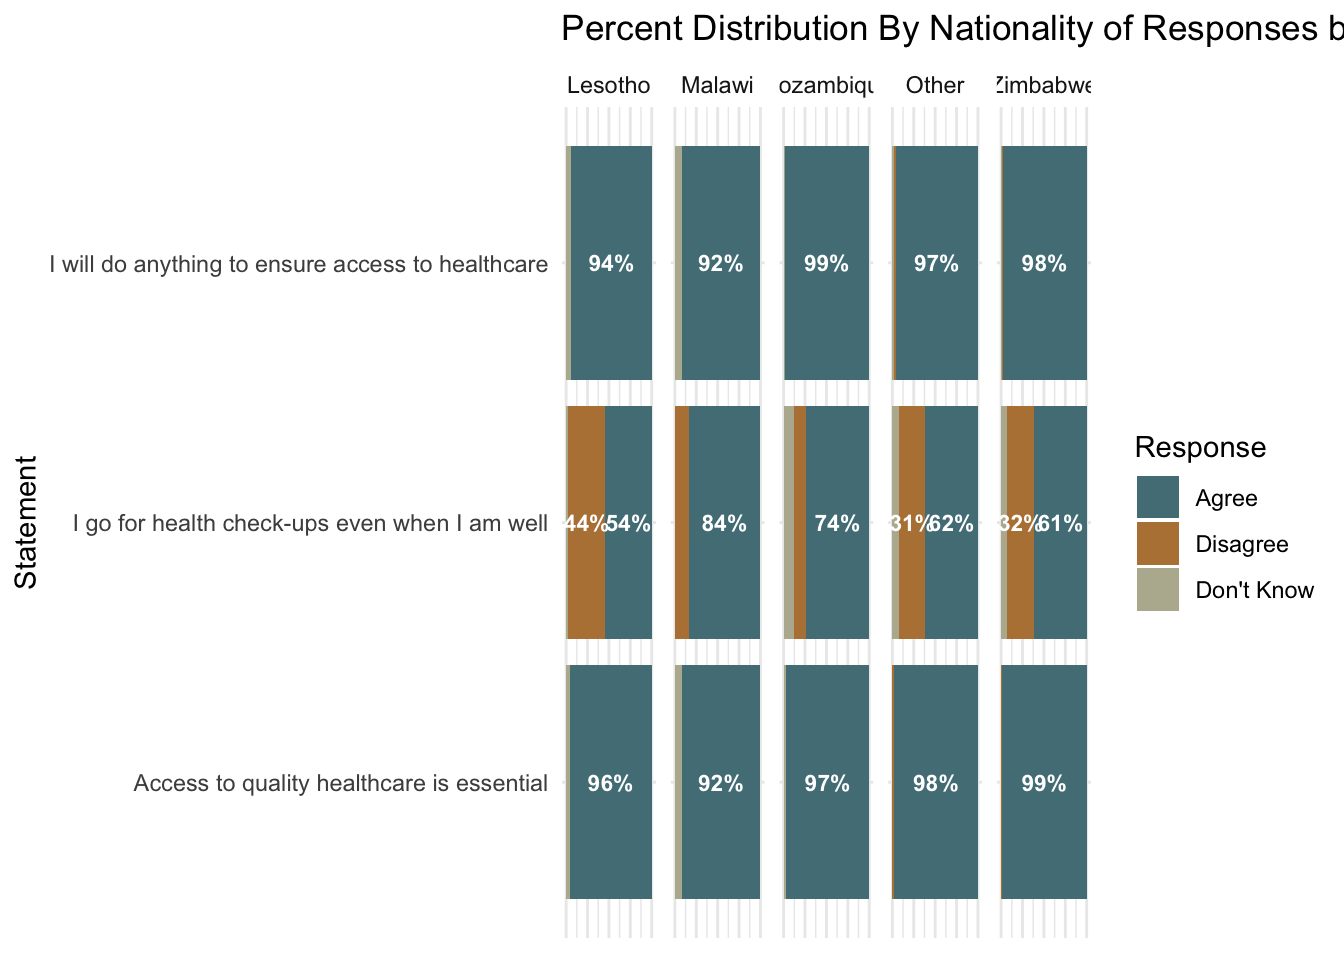 Percent Distribution By Nationality of Responses b
Lesotho Malawi ozambiqu Other Zimbabwe
I will do anything to ensure access to healthcare 94% 92% 99% 97% 98%
Statement
I go for health check-ups even when I am well 44% 54% 84% 74% 31% 62% 32% 61%
Access to quality healthcare is essential 96% 92% 97% 98% 99%
Response
Agree
Disagree
Don't Know